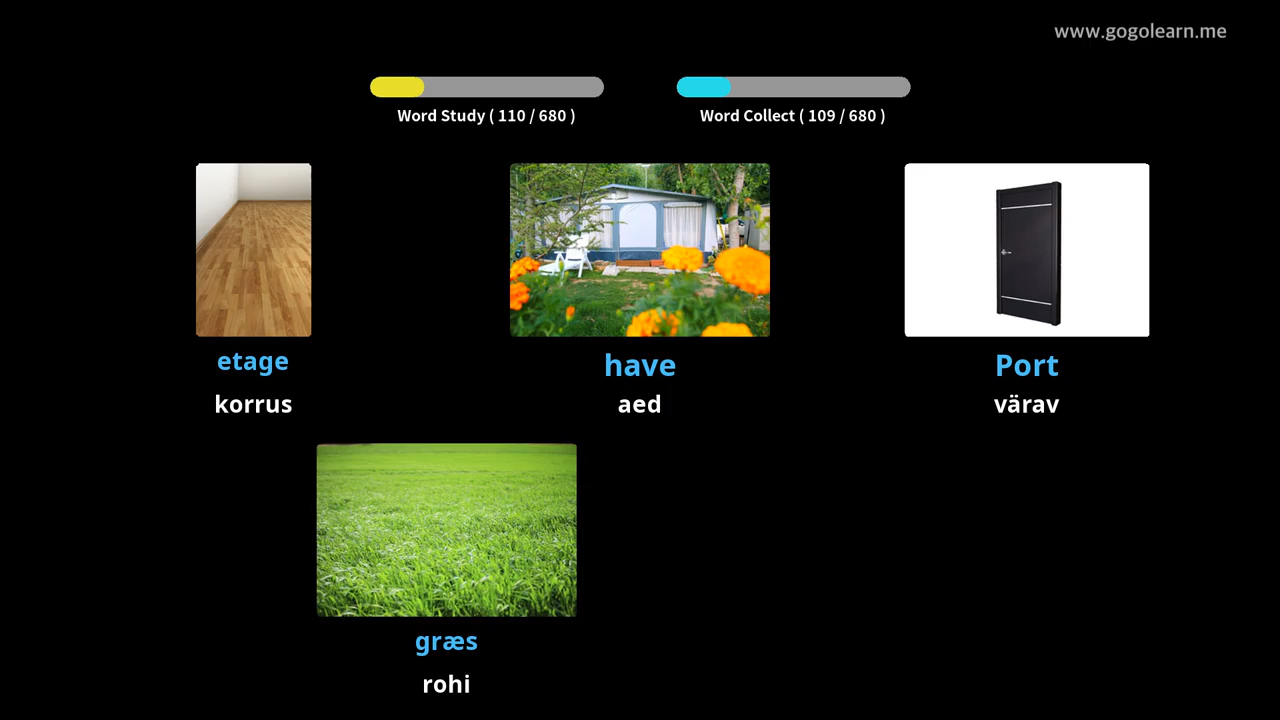 www.gogolearn.me
Word Study ( 110 / 680 )
Word Collect ( 109 / 680 )
etage
have
Port
korrus
aed
värav
græs
rohi